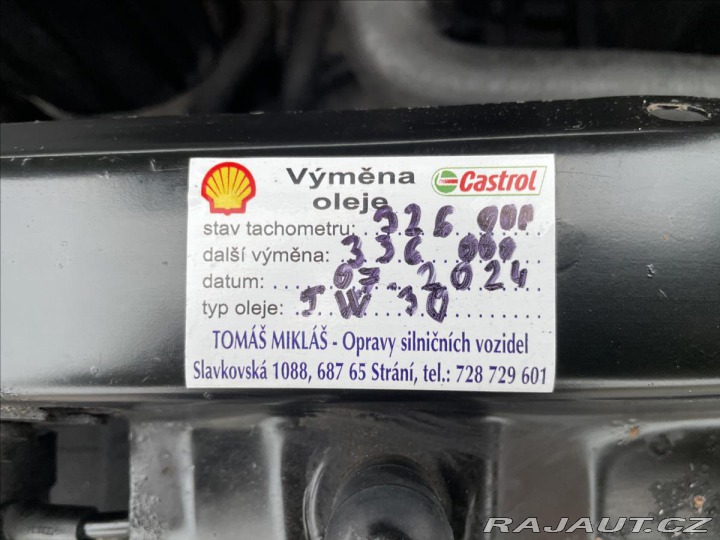 Výměna
oleje
Castrol
stav tachometru: 326 000
další výměna: 336 000
datum: 07. 2024
typ oleje: 5W 30
TOMÁŠ MIKLÁŠ - Opravy silničních vozidel
Slavkovská 1088, 687 65 Strání, tel.: 728 729 601
RAJAUT.CZ